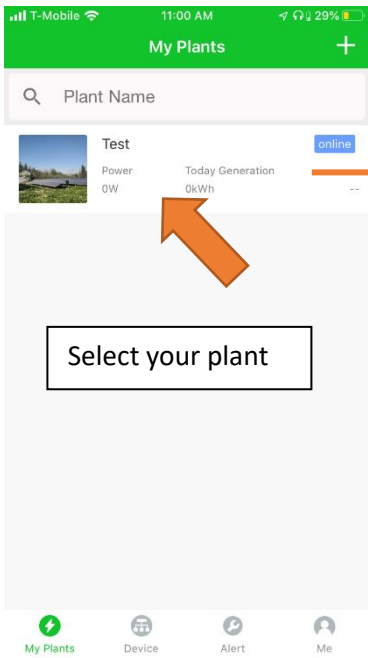 T-Mobile 11:00 AM 29%
My Plants +
Plant Name
Test online
Power Today Generation
0W 0kWh --
Select your plant
My Plants Device Alert Me